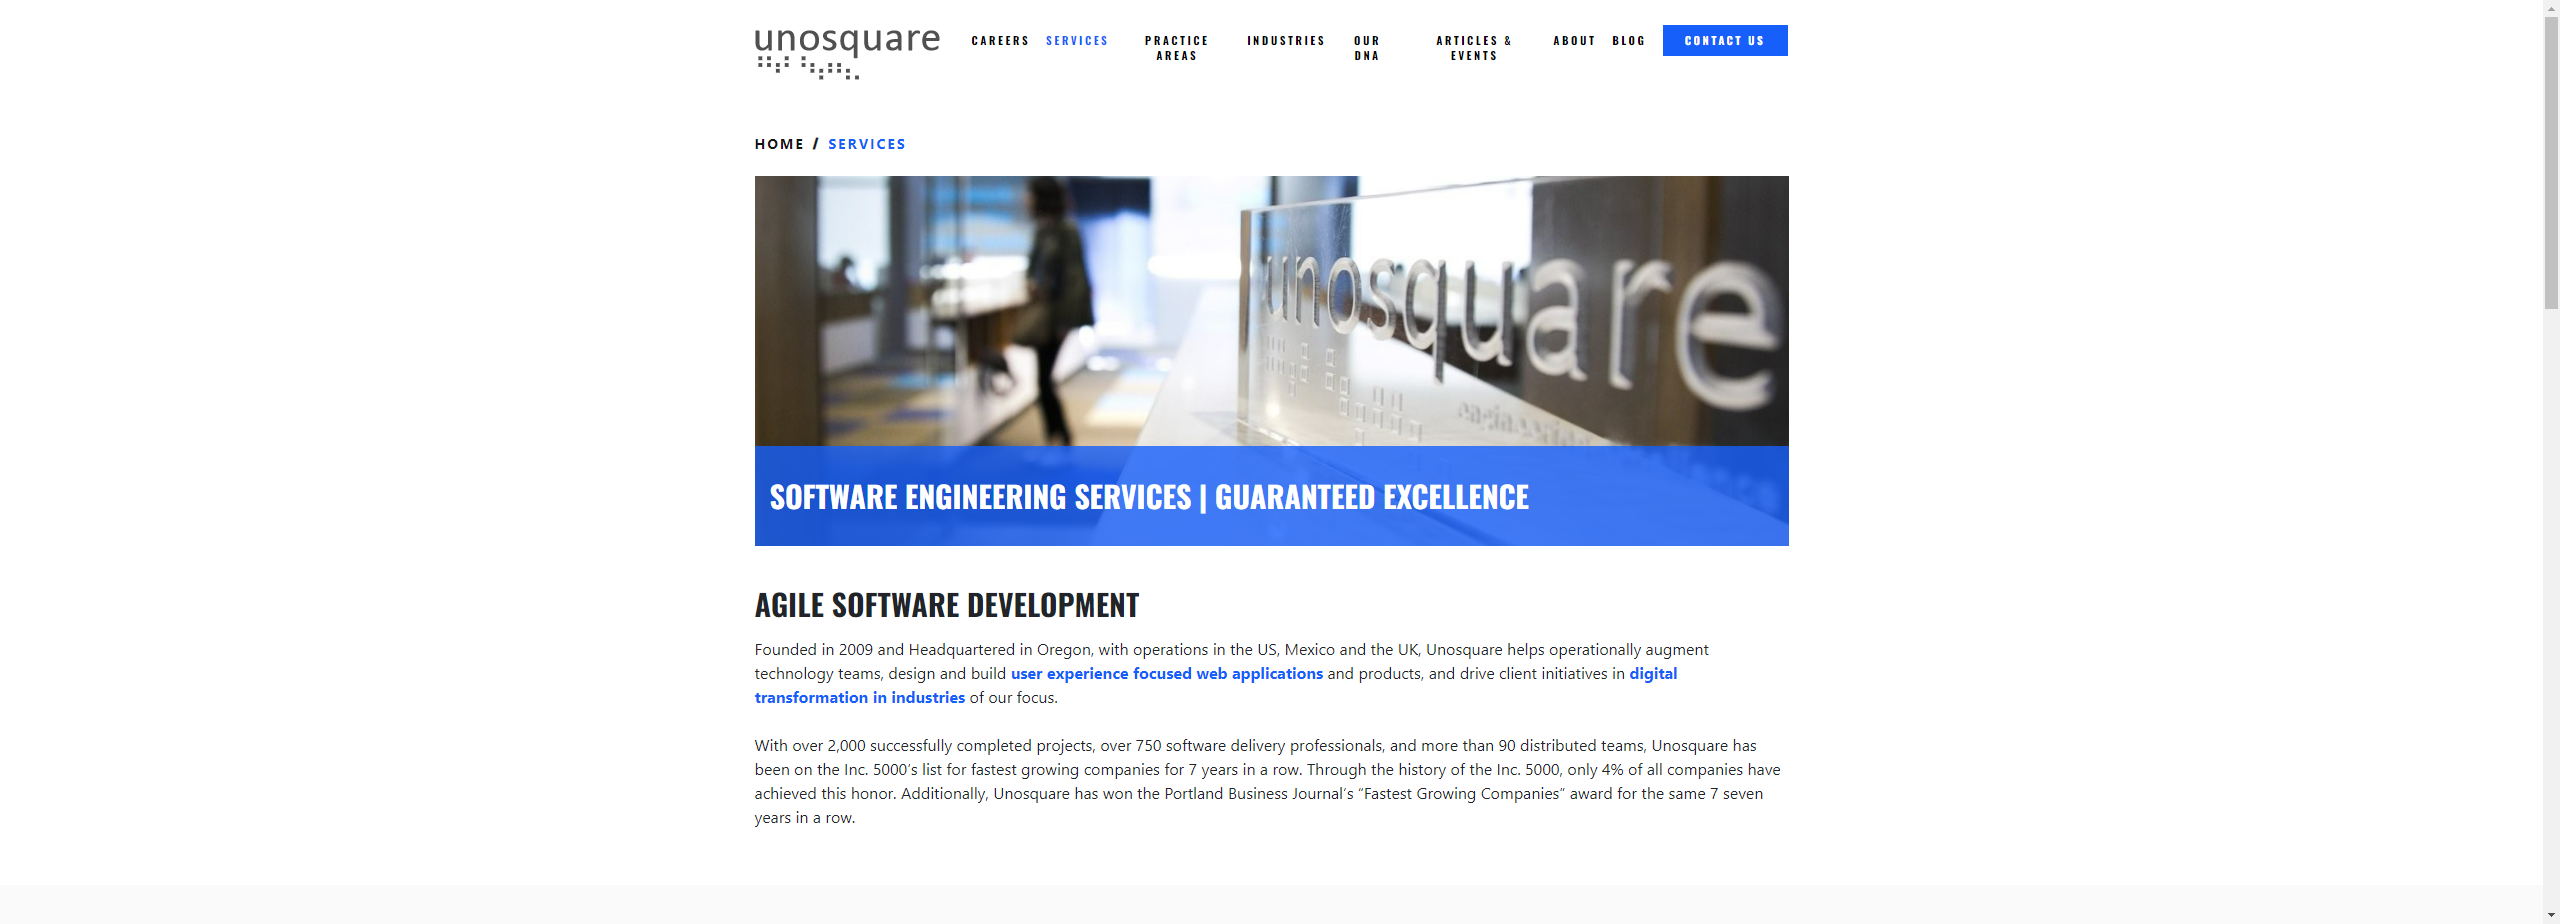 unosquare
CAREERS SERVICES PRACTICE AREAS INDUSTRIES OUR DNA ARTICLES & EVENTS ABOUT BLOG CONTACT US
HOME / SERVICES
unosquare
SOFTWARE ENGINEERING SERVICES | GUARANTEED EXCELLENCE
AGILE SOFTWARE DEVELOPMENT
Founded in 2009 and Headquartered in Oregon, with operations in the US, Mexico and the UK, Unosquare helps operationally augment
technology teams, design and build user experience focused web applications and products, and drive client initiatives in digital
transformation in industries of our focus.
With over 2,000 successfully completed projects, over 750 software delivery professionals, and more than 90 distributed teams, Unosquare has
been on the Inc. 5000’s list for fastest growing companies for 7 years in a row. Through the history of the Inc. 5000, only 4% of all companies have
achieved this honor. Additionally, Unosquare has won the Portland Business Journal’s “Fastest Growing Companies” award for the same 7 seven
years in a row.